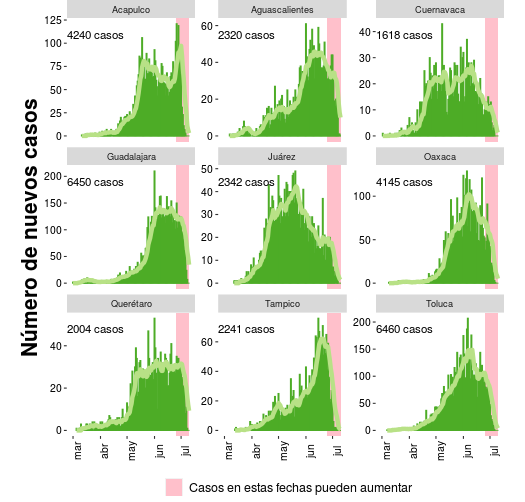 Número de nuevos casos
Acapulco
4240 casos
125
100
75
50
25
0
Aguascalientes
2320 casos
60
40
20
0
Cuernavaca
1618 casos
40
30
20
10
0
Guadalajara
6450 casos
200
150
100
50
0
Juárez
2342 casos
50
40
30
20
10
0
Oaxaca
4145 casos
100
50
0
Querétaro
2004 casos
40
20
0
mar
abr
may
jun
jul
Tampico
2241 casos
60
40
20
0
mar
abr
may
jun
jul
Toluca
6460 casos
200
150
100
50
0
mar
abr
may
jun
jul
Casos en estas fechas pueden aumentar